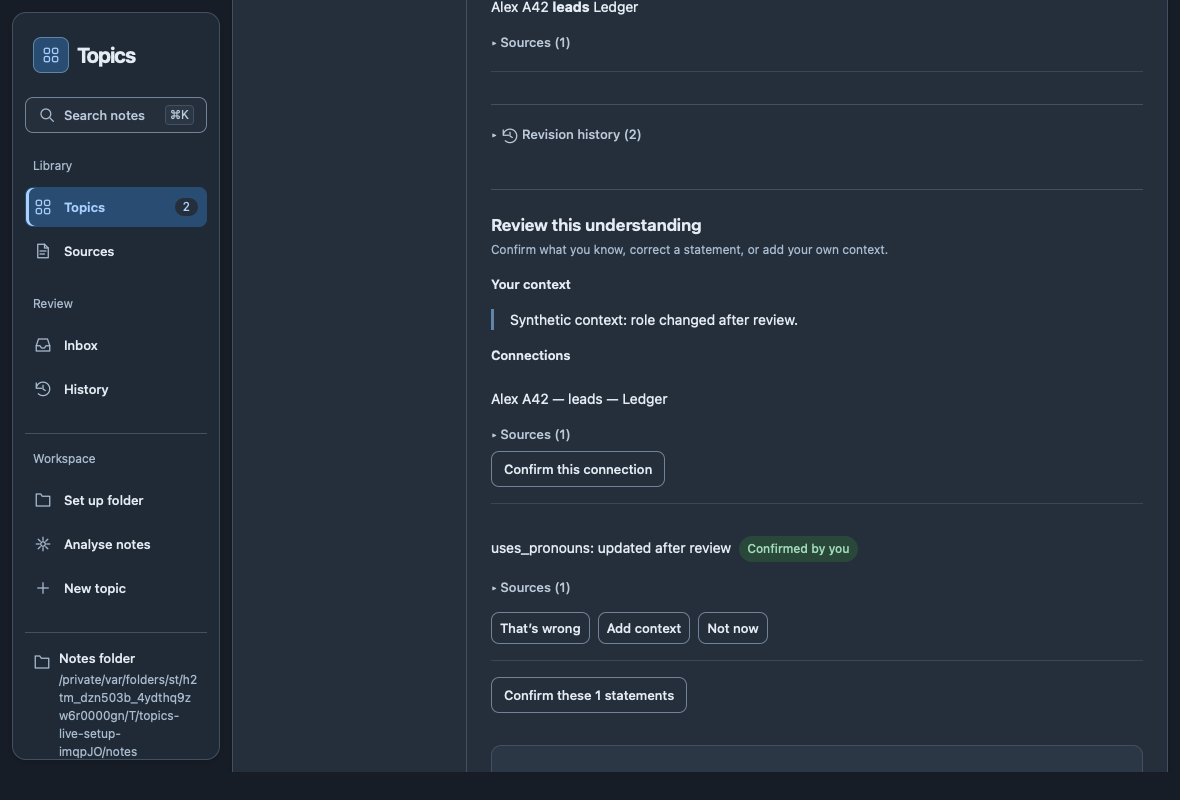 Topics
Search notes ⌘K
Library
Topics 2
Sources
Review
Inbox
History
Workspace
Set up folder
Analyse notes
New topic
Notes folder
/private/var/folders/st/h2
tm_dzn503b_4ydthq9z
w6r0000gn/T/topics-
live-setup-
imqpJO/notes
Alex A42 leads Ledger
Sources (1)
Revision history (2)
Review this understanding
Confirm what you know, correct a statement, or add your own context.
Your context
Synthetic context: role changed after review.
Connections
Alex A42 — leads — Ledger
Sources (1)
Confirm this connection
uses_pronouns: updated after review Confirmed by you
Sources (1)
That's wrong Add context Not now
Confirm these 1 statements